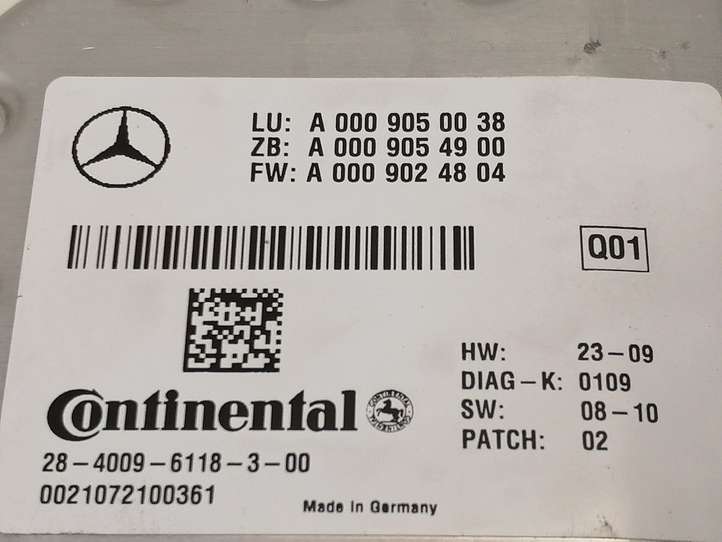 LU: A 000 905 00 38
ZB: A 000 905 49 00
FW: A 000 902 48 04
Q01
HW: 23-09
DIAG-K: 0109
SW: 08-10
PATCH: 02
Continental
28-4009-6118-3-00
0021072100361
Made in Germany